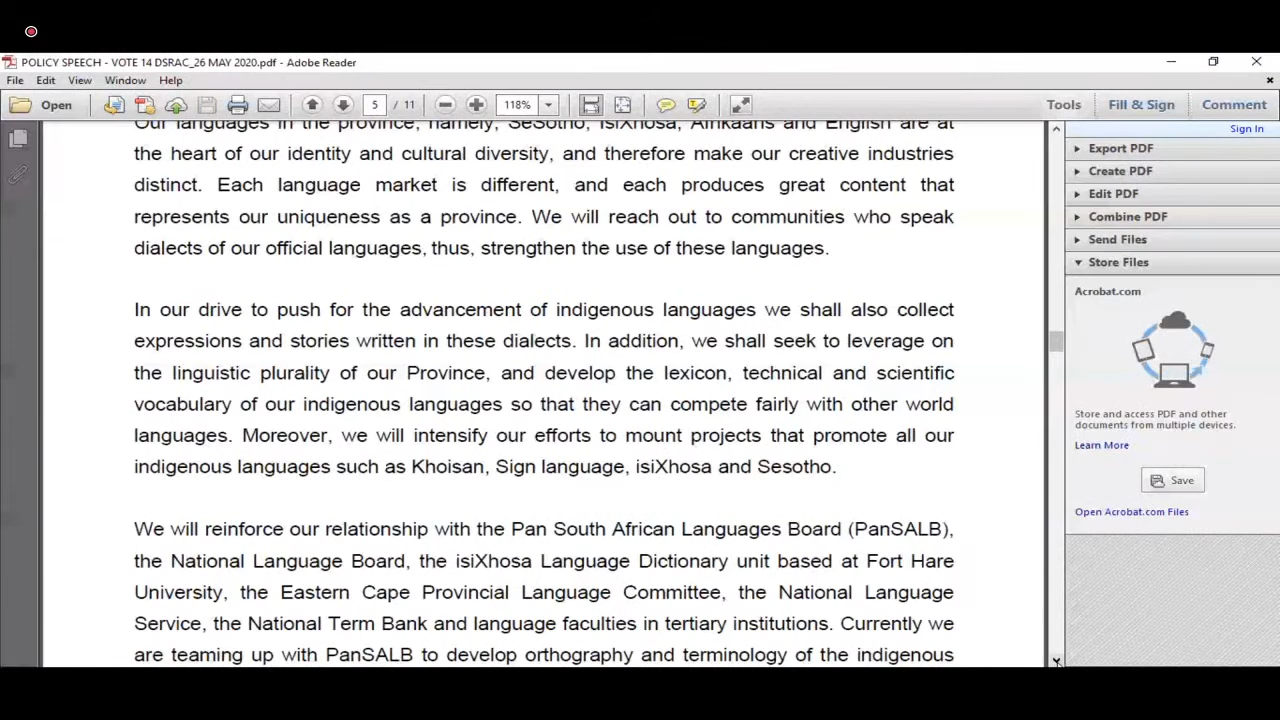 POLICY SPEECH - VOTE 14 DSRAC_26 MAY 2020.pdf - Adobe Reader
File Edit View Window Help
Open 5 / 11 118% Tools Fill & Sign Comment
Sign In
Our languages in the province, namely, SeSotho, isiXhosa, Afrikaans and English are at
the heart of our identity and cultural diversity, and therefore make our creative industries
distinct. Each language market is different, and each produces great content that
represents our uniqueness as a province. We will reach out to communities who speak
dialects of our official languages, thus, strengthen the use of these languages.
In our drive to push for the advancement of indigenous languages we shall also collect
expressions and stories written in these dialects. In addition, we shall seek to leverage on
the linguistic plurality of our Province, and develop the lexicon, technical and scientific
vocabulary of our indigenous languages so that they can compete fairly with other world
languages. Moreover, we will intensify our efforts to mount projects that promote all our
indigenous languages such as Khoisan, Sign language, isiXhosa and Sesotho.
We will reinforce our relationship with the Pan South African Languages Board (PanSALB),
the National Language Board, the isiXhosa Language Dictionary unit based at Fort Hare
University, the Eastern Cape Provincial Language Committee, the National Language
Service, the National Term Bank and language faculties in tertiary institutions. Currently we
are teaming up with PanSALB to develop orthography and terminology of the indigenous
Export PDF
Create PDF
Edit PDF
Combine PDF
Send Files
Store Files
Acrobat.com
Store and access PDF and other
documents from multiple devices.
Learn More
Save
Open Acrobat.com Files